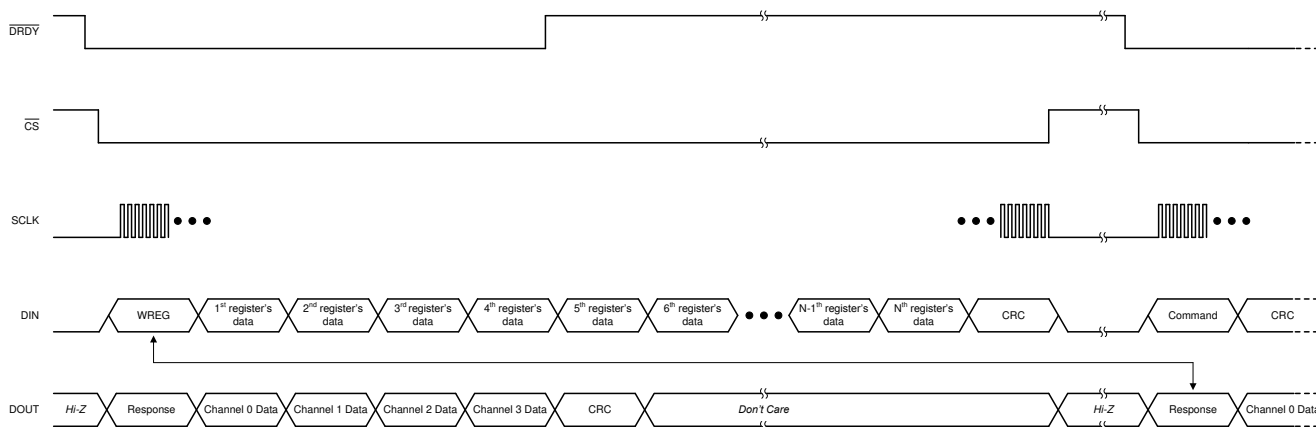 DRDY
CS
SCLK
DIN
WREG
1st register's
data
2nd register's
data
3rd register's
data
4th register's
data
5th register's
data
6th register's
data
N-1th register's
data
Nth register's
data
CRC
Command
CRC
DOUT
Hi-Z
Response
Channel 0 Data
Channel 1 Data
Channel 2 Data
Channel 3 Data
CRC
Don't Care
Hi-Z
Response
Channel 0 Data